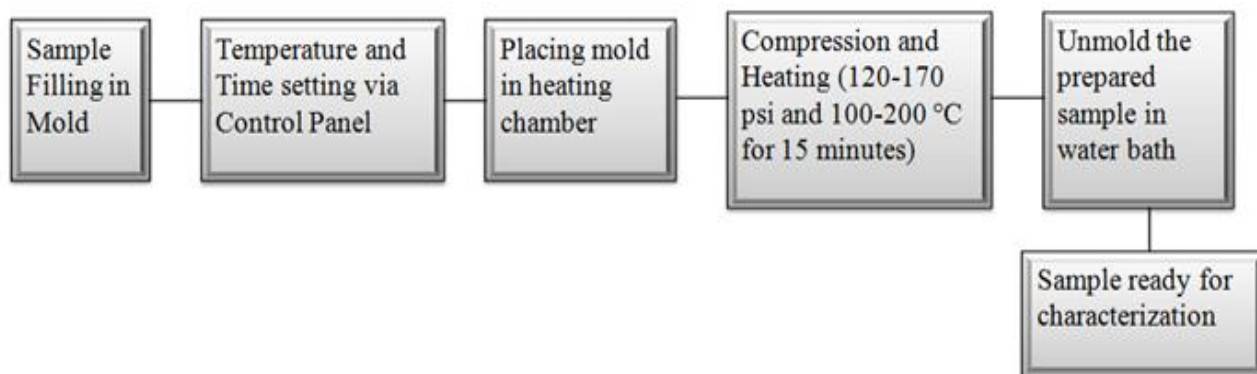 Sample
Filling in
Mold
Temperature and
Time setting via
Control Panel
Placing mold
in heating
chamber
Compression and
Heating (120-170
psi and 100-200 °C
for 15 minutes)
Unmold the
prepared
sample in
water bath
Sample ready for
characterization